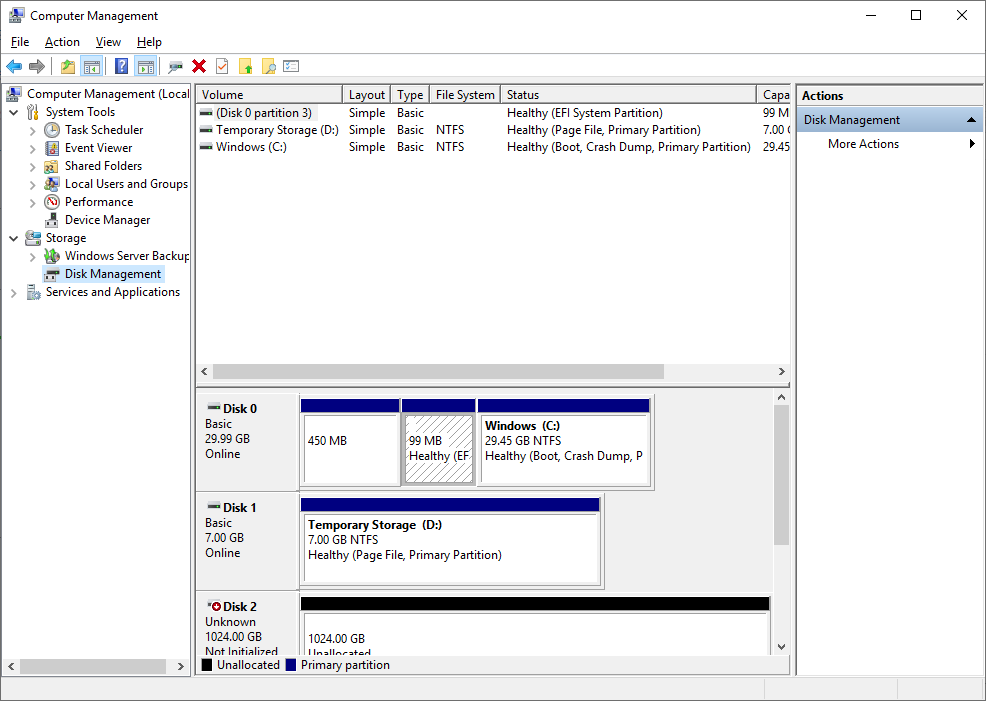 Computer Management
File Action View Help
Computer Management (Local
System Tools
Task Scheduler
Event Viewer
Shared Folders
Local Users and Groups
Performance
Device Manager
Storage
Windows Server Backup
Disk Management
Services and Applications
Volume Layout Type File System Status Capa
(Disk 0 partition 3) Simple Basic Healthy (EFI System Partition) 99 M
Temporary Storage (D:) Simple Basic NTFS Healthy (Page File, Primary Partition) 7.00 G
Windows (C:) Simple Basic NTFS Healthy (Boot, Crash Dump, Primary Partition) 29.45
Disk 0
Basic
29.99 GB
Online
450 MB
99 MB
Healthy (EF
Windows (C:)
29.45 GB NTFS
Healthy (Boot, Crash Dump, P
Disk 1
Basic
7.00 GB
Online
Temporary Storage (D:)
7.00 GB NTFS
Healthy (Page File, Primary Partition)
Disk 2
Unknown
1024.00 GB
Not Initialized
1024.00 GB
Unallocated
Unallocated Primary partition
Actions
Disk Management
More Actions